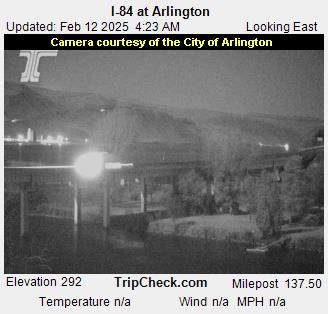 I-84 at Arlington
Updated: Feb 12 2025 4:23 AM Looking East
Camera courtesy of the City of Arlington
Elevation 292 TripCheck.com Milepost 137.50
Temperature n/a Wind n/a MPH n/a